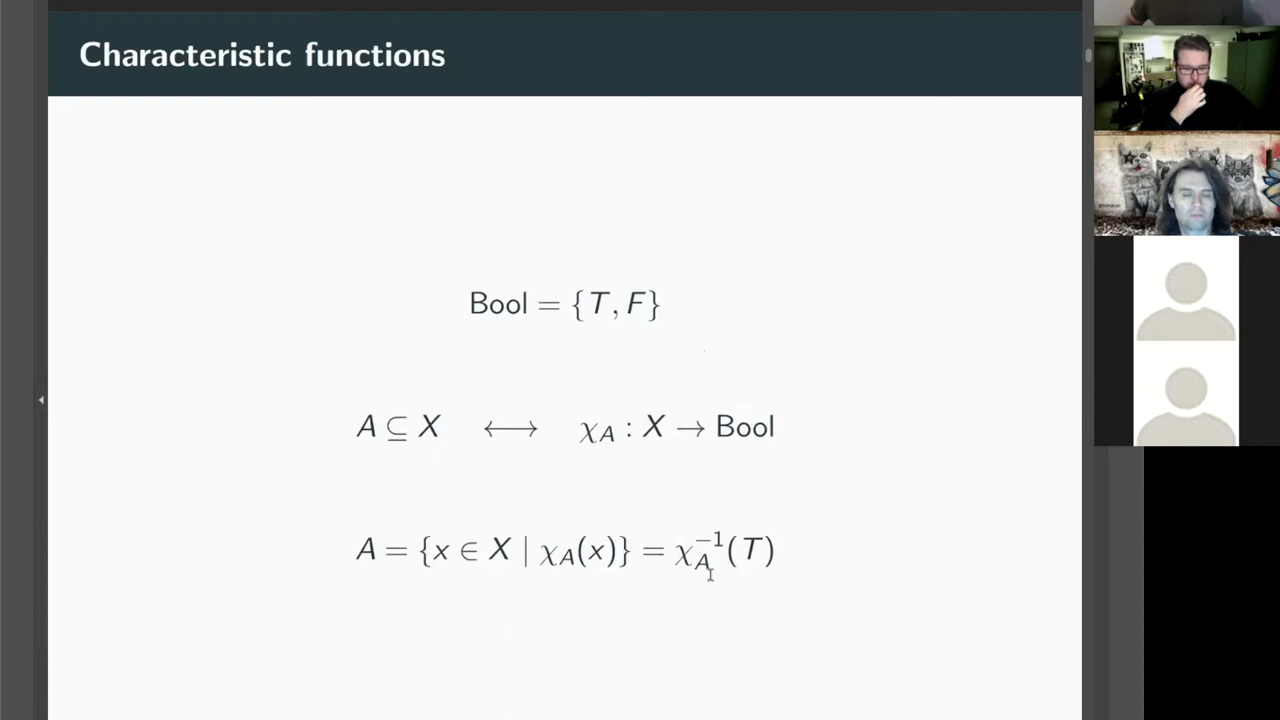 Characteristic functions
Bool = {T, F}
A ⊆ X ⟷ χ_A : X → Bool
A = {x ∈ X | χ_A(x)} = χ_A^{-1}(T)